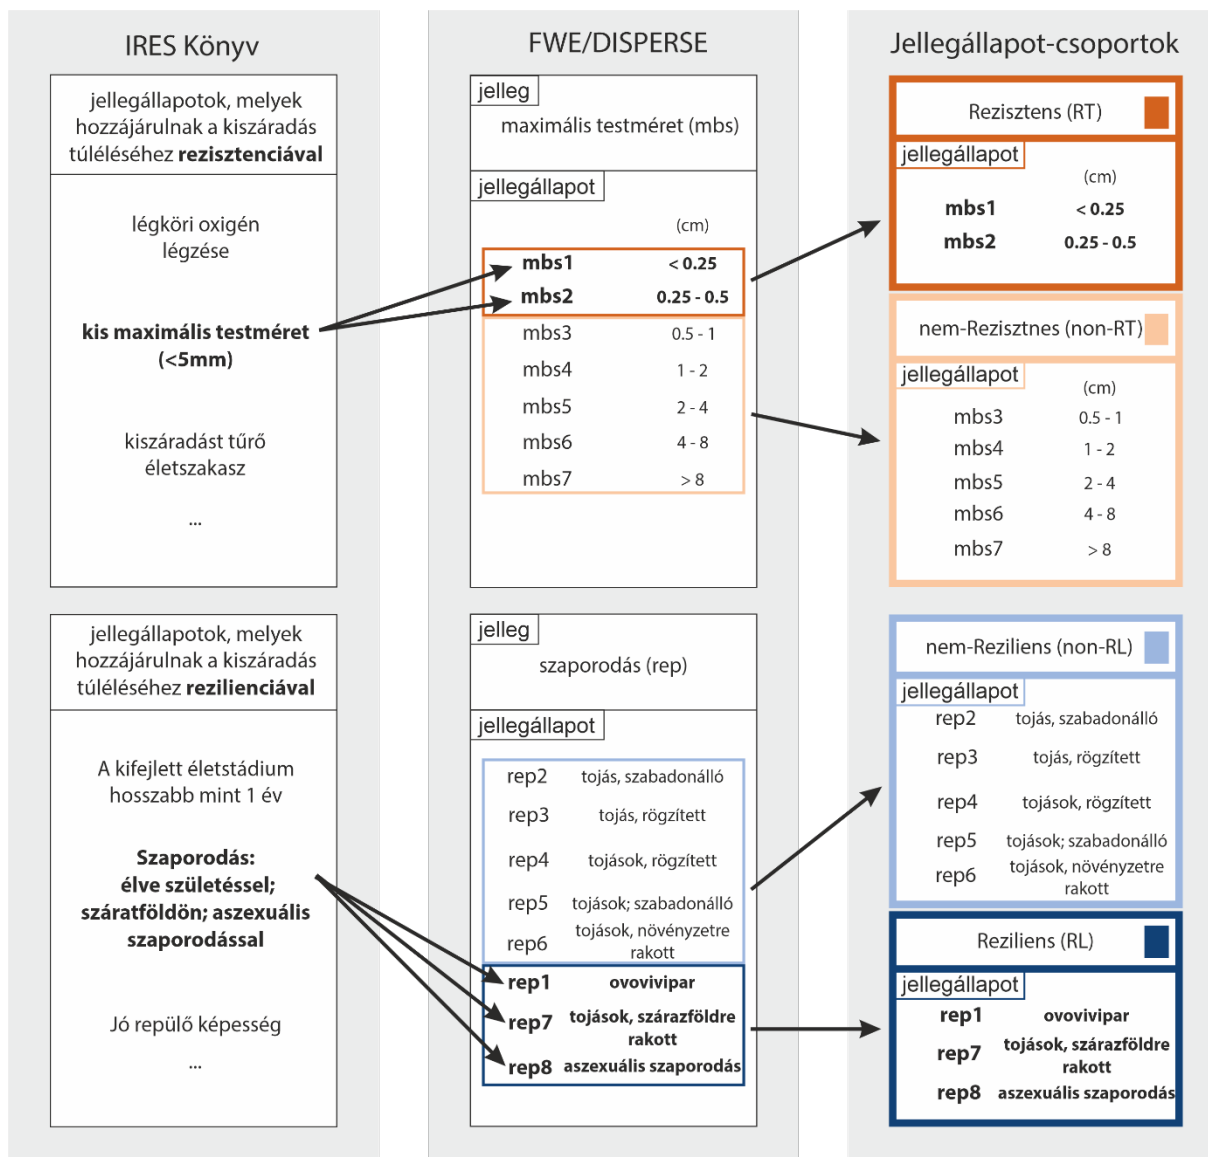 IRES Könyv
jellegállapotok, melyek
hozzájárulnak a kiszáradás
túléléséhez rezisztenciával
légköri oxigén
légzése
kis maximális testméret
(<5mm)
kiszáradást tűrő
életszakasz
...
jellegállapotok, melyek
hozzájárulnak a kiszáradás
túléléséhez rezilienciával
A kifejlett életstádium
hosszabb mint 1 év
Szaporodás:
élve születéssel;
száratföldön; aszexuális
szaporodással
Jó repülő képesség
...
FWE/DISPERSE
jelleg
maximális testméret (mbs)
jellegállapot
(cm)
mbs1 < 0.25
mbs2 0.25 - 0.5
mbs3 0.5 - 1
mbs4 1 - 2
mbs5 2 - 4
mbs6 4 - 8
mbs7 > 8
jelleg
szaporodás (rep)
jellegállapot
rep2 tojás, szabadonálló
rep3 tojás, rögzített
rep4 tojások, rögzített
rep5 tojások; szabadonálló
rep6 tojások, növényzetre
rakott
rep1 ovovivipar
rep7 tojások, szárazföldre
rakott
rep8 aszexuális szaporodás
Jellegállapot-csoportok
Rezisztens (RT)
jellegállapot
(cm)
mbs1 < 0.25
mbs2 0.25 - 0.5
nem-Rezisztnes (non-RT)
jellegállapot
(cm)
mbs3 0.5 - 1
mbs4 1 - 2
mbs5 2 - 4
mbs6 4 - 8
mbs7 > 8
nem-Reziliens (non-RL)
jellegállapot
rep2 tojás, szabadonálló
rep3 tojás, rögzített
rep4 tojások, rögzített
rep5 tojások; szabadonálló
rep6 tojások, növényzetre
rakott
Reziliens (RL)
jellegállapot
rep1 ovovivipar
rep7 tojások, szárazföldre
rakott
rep8 aszexuális szaporodás